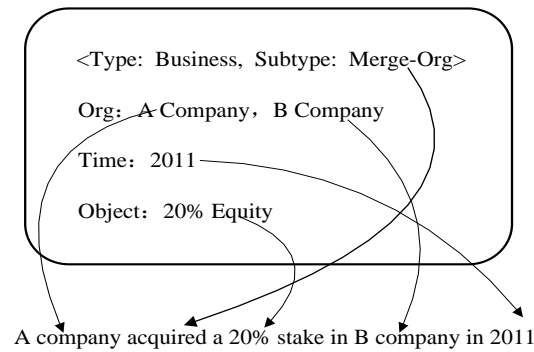 <Type: Business, Subtype: Merge-Org>
Org：A Company，B Company
Time：2011
Object：20% Equity
A company acquired a 20% stake in B company in 2011